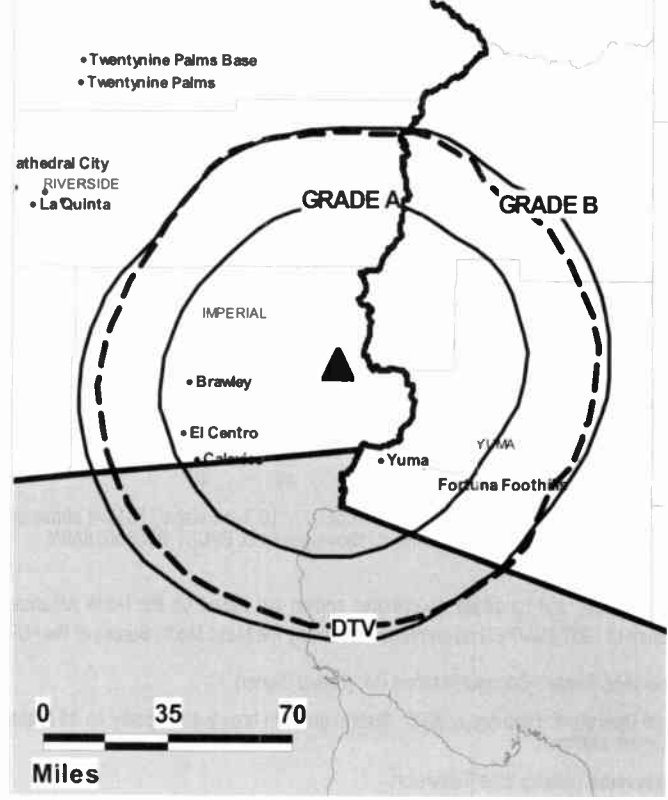 Twentynine Palms Base
Twentynine Palms
athedral City
RIVERSIDE
La Quinta
GRADE A
GRADE B
IMPERIAL
Brawley
El Centro
Calexico
Yuma
YUMA
Fortuna Foothills
DTV
0 35 70
Miles